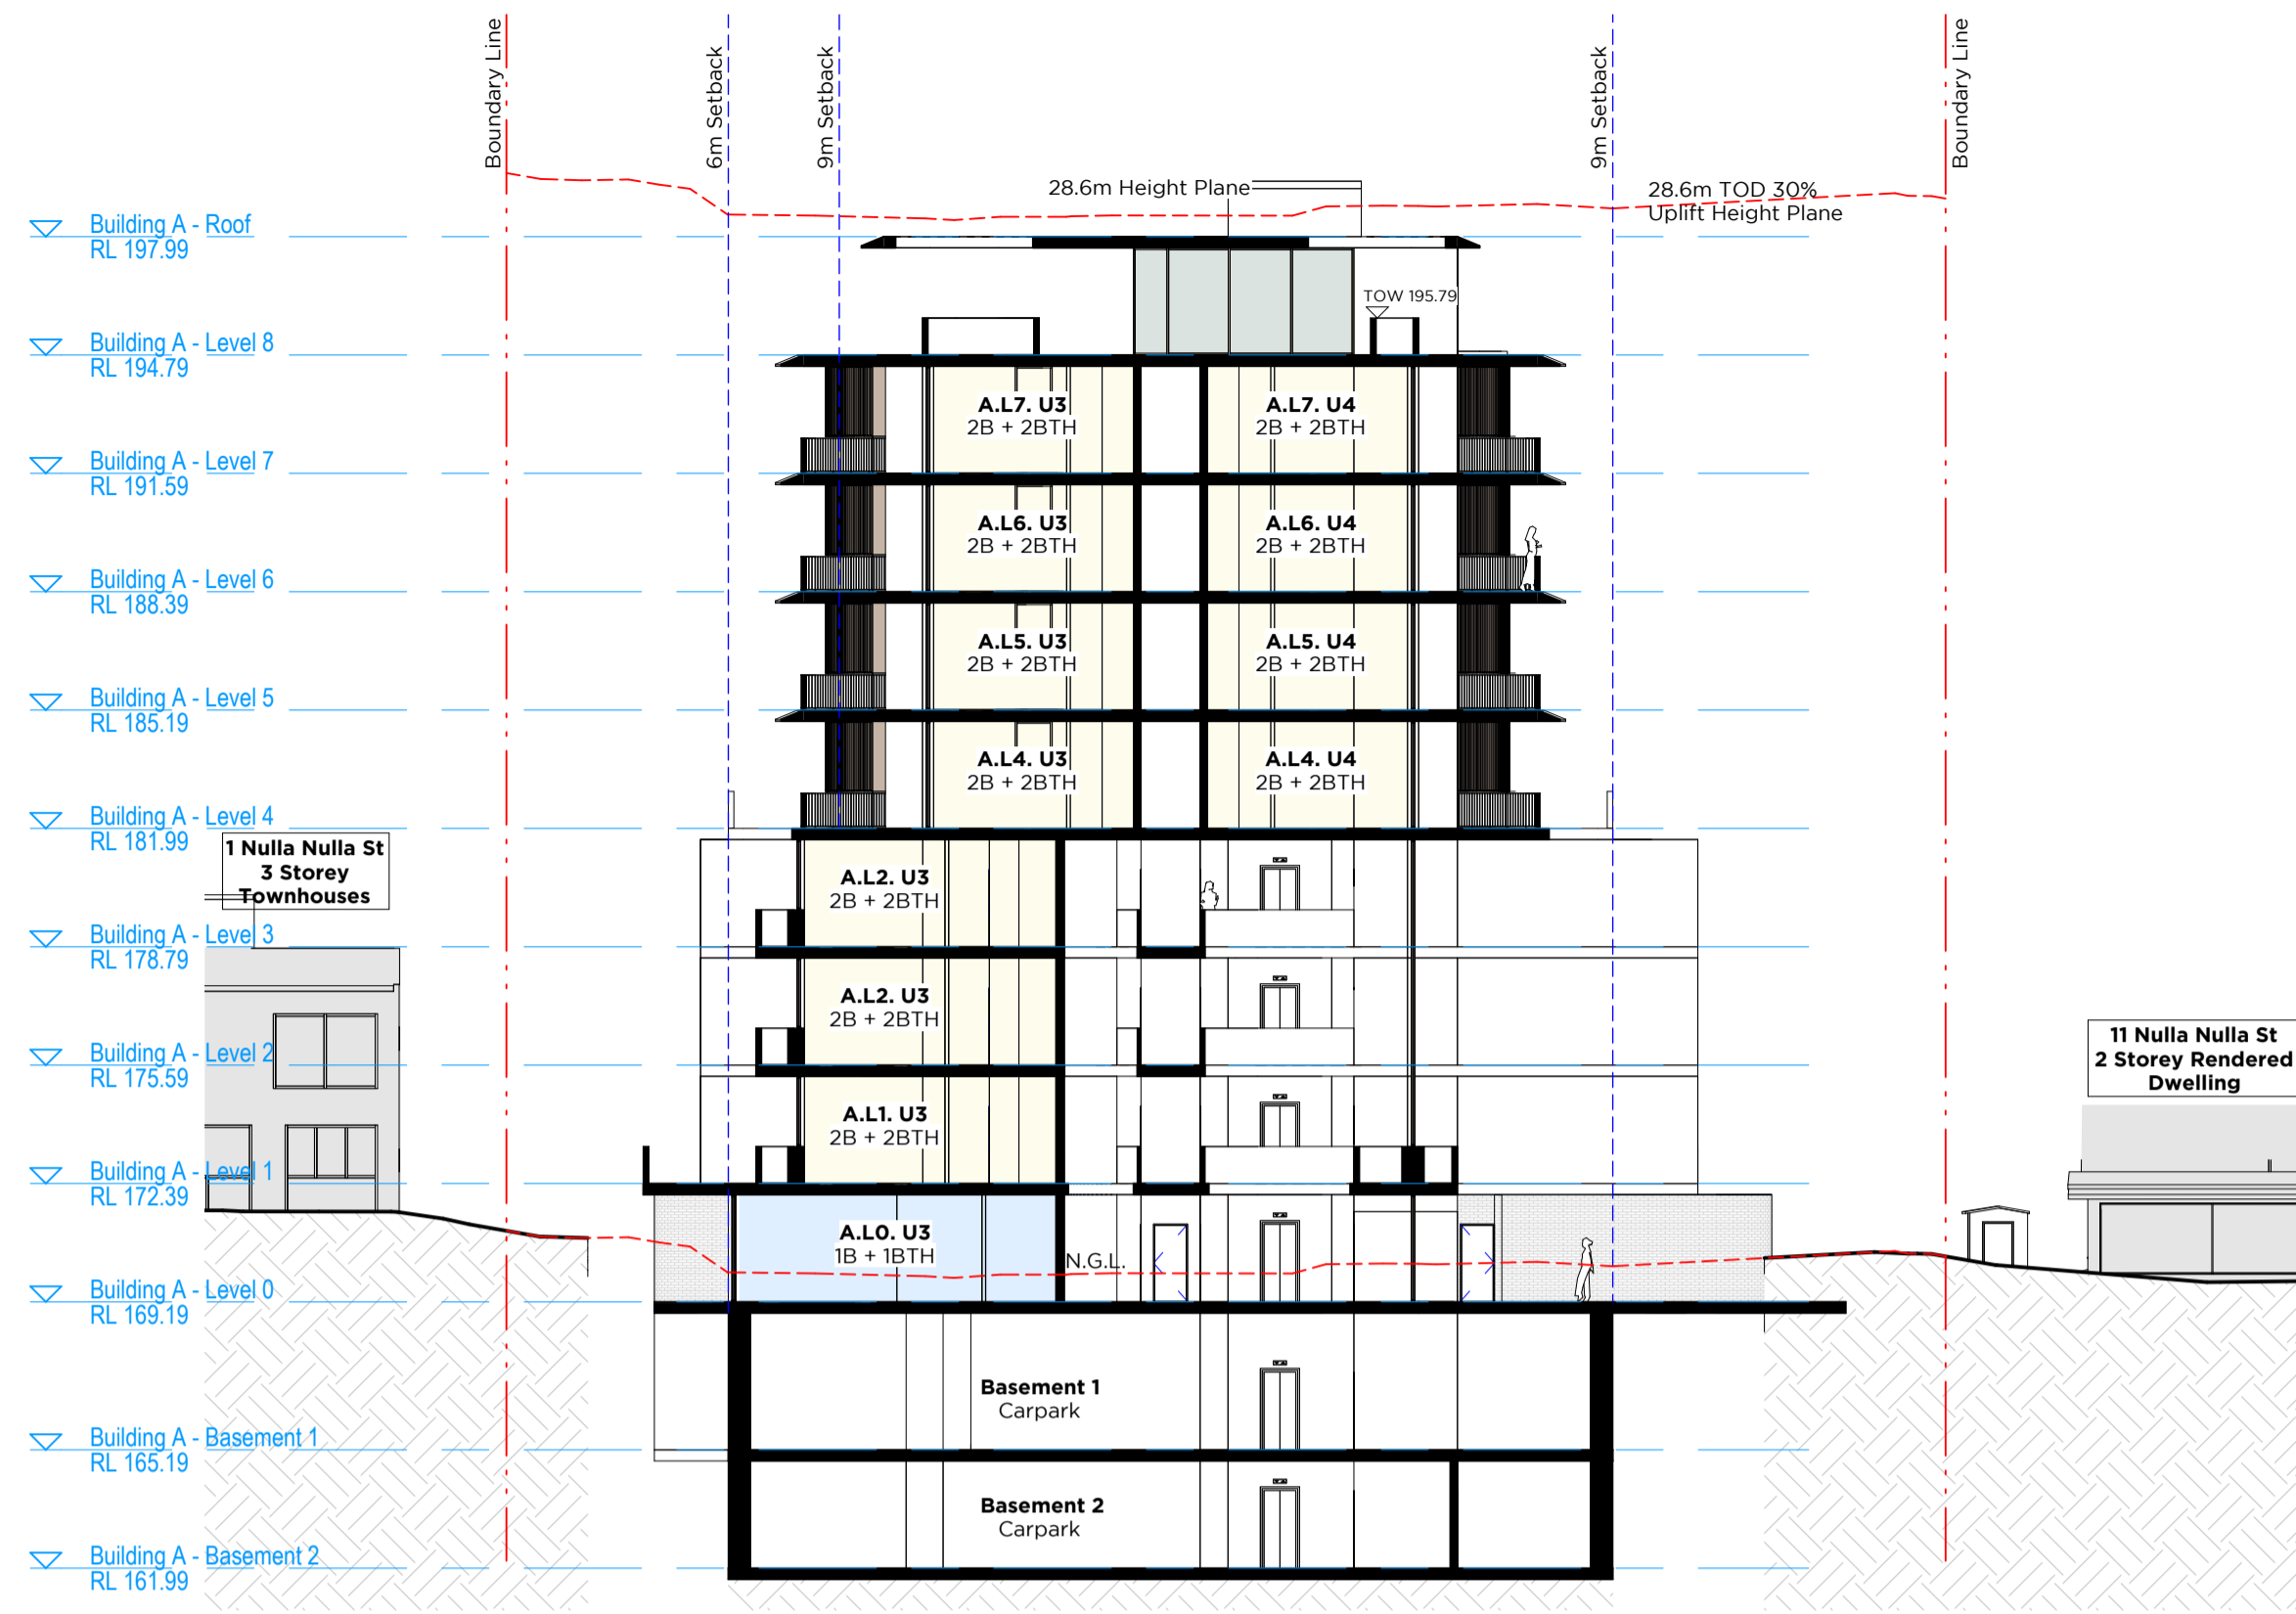 Boundary Line
6m Setback
9m Setback
9m Setback
Boundary Line
28.6m Height Plane
28.6m TOD 30%
Uplift Height Plane
Building A - Roof
RL 197.99
TOW 195.79
Building A - Level 8
RL 194.79
A.L7. U3
2B + 2BTH
A.L7. U4
2B + 2BTH
Building A - Level 7
RL 191.59
A.L6. U3
2B + 2BTH
A.L6. U4
2B + 2BTH
Building A - Level 6
RL 188.39
A.L5. U3
2B + 2BTH
A.L5. U4
2B + 2BTH
Building A - Level 5
RL 185.19
A.L4. U3
2B + 2BTH
A.L4. U4
2B + 2BTH
Building A - Level 4
RL 181.99
1 Nulla Nulla St
3 Storey
Townhouses
A.L2. U3
2B + 2BTH
Building A - Level 3
RL 178.79
A.L2. U3
2B + 2BTH
Building A - Level 2
RL 175.59
11 Nulla Nulla St
2 Storey Rendered
Dwelling
A.L1. U3
2B + 2BTH
Building A - Level 1
RL 172.39
A.L0. U3
1B + 1BTH
N.G.L.
Building A - Level 0
RL 169.19
Basement 1
Carpark
Building A - Basement 1
RL 165.19
Basement 2
Carpark
Building A - Basement 2
RL 161.99